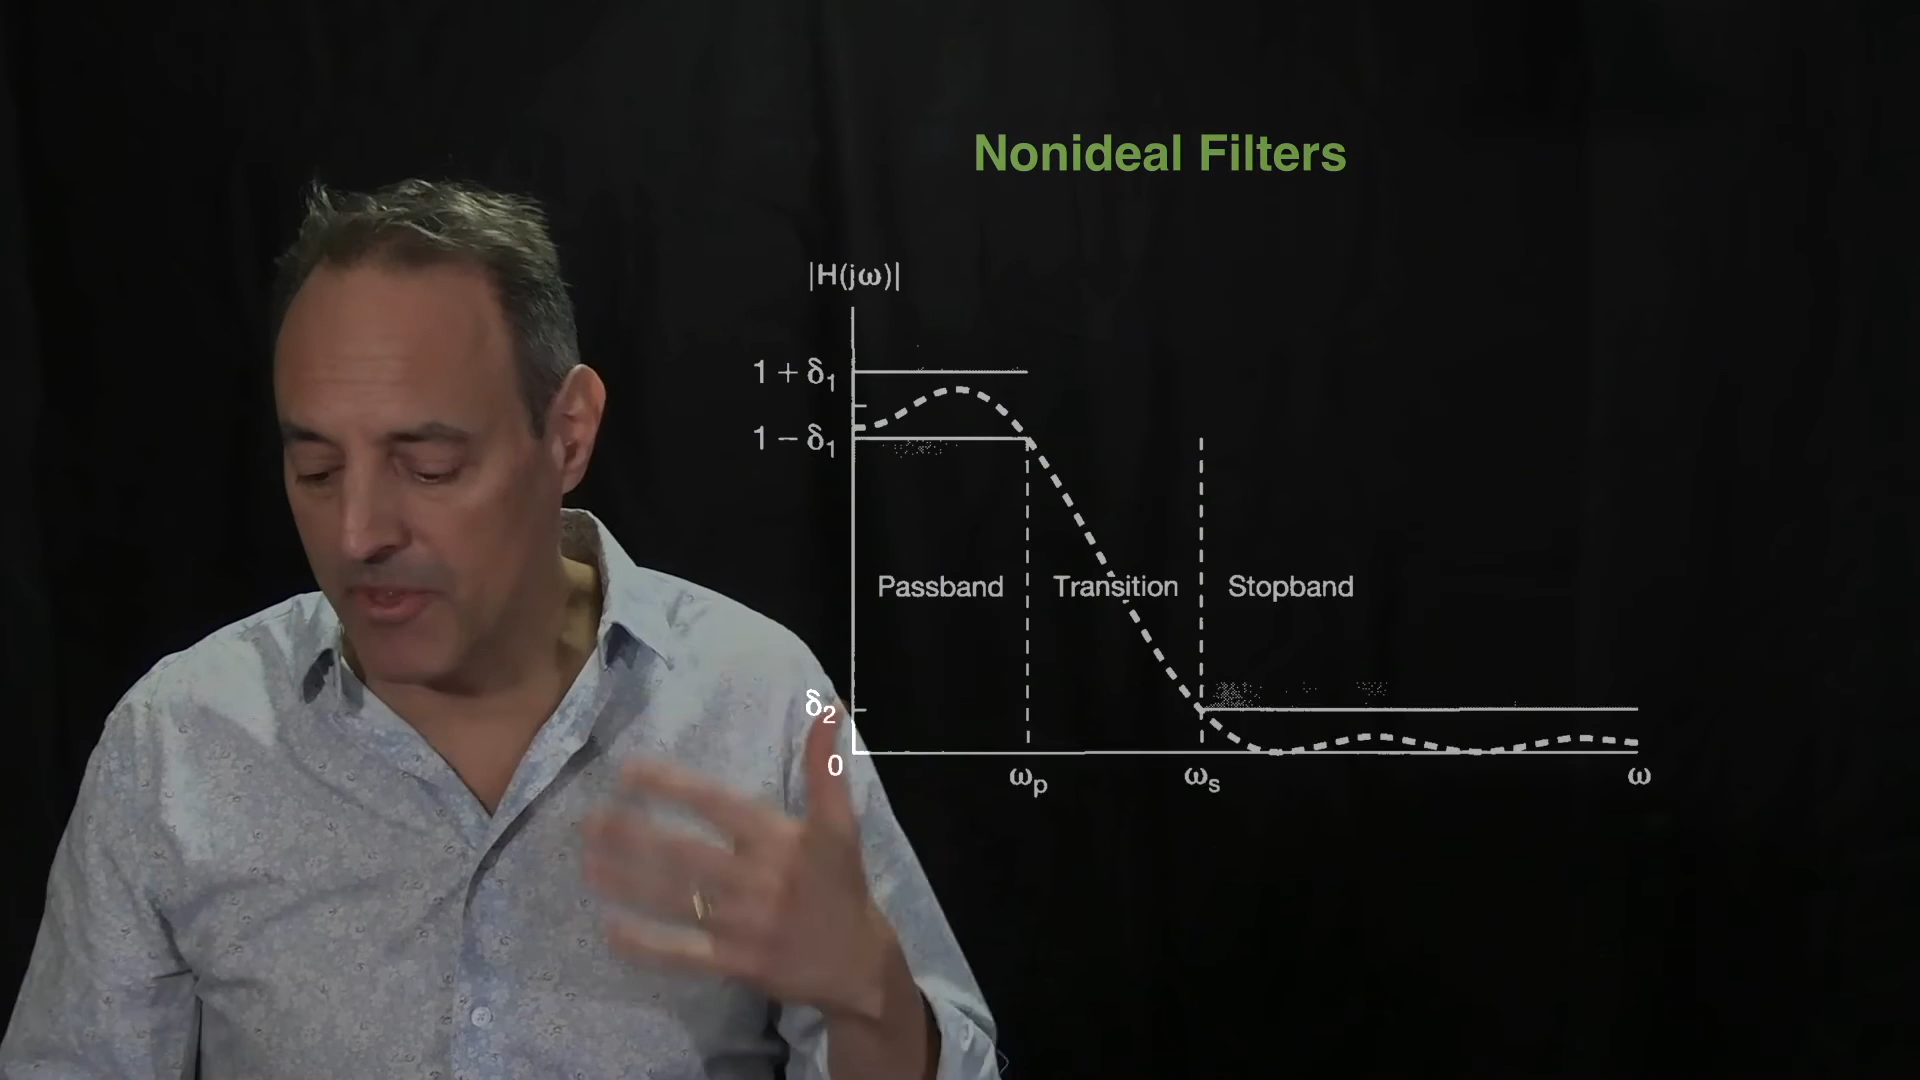 Nonideal Filters
|H(jω)|
1 + δ₁
1 − δ₁
Passband
Transition
Stopband
δ₂
0
ωₚ
ωₛ
ω